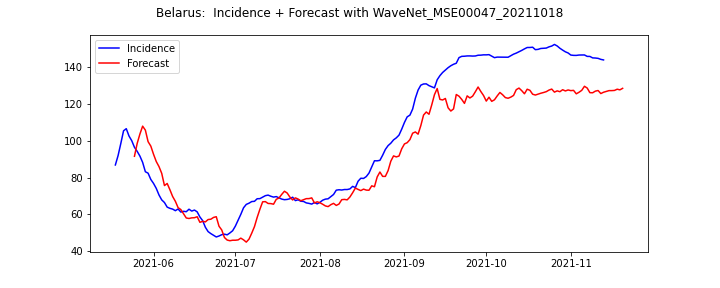 Belarus:  Incidence + Forecast with WaveNet_MSE00047_20211018
Incidence
Forecast
140
120
100
80
60
40
2021-06 2021-07 2021-08 2021-09 2021-10 2021-11